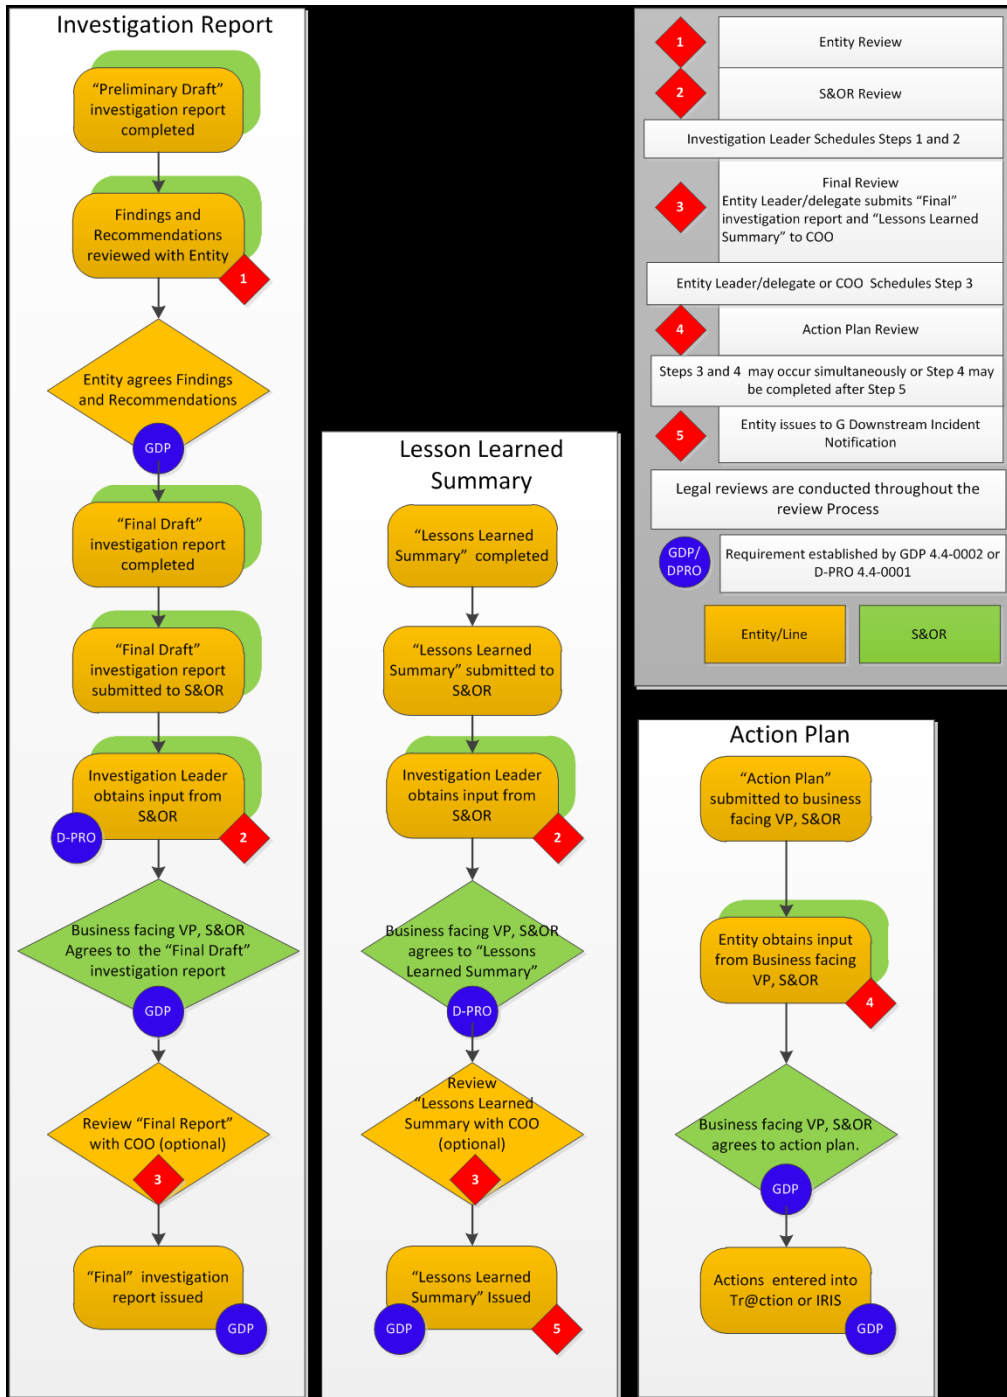 Investigation Report
“Preliminary Draft”
investigation report
completed
Findings and
Recommendations
reviewed with Entity
1
Entity agrees Findings
and Recommendations
GDP
“Final Draft”
investigation report
completed
“Final Draft”
investigation report
submitted to S&OR
Investigation Leader
obtains input from
S&OR
D-PRO
2
Business facing VP, S&OR
Agrees to the “Final Draft”
investigation report
GDP
Review “Final Report”
with COO (optional)
3
“Final” investigation
report issued
GDP
Lesson Learned
Summary
“Lessons Learned
Summary” completed
“Lessons Learned
Summary” submitted to
S&OR
Investigation Leader
obtains input from
S&OR
2
Business facing VP, S&OR
agrees to “Lessons
Learned Summary”
D-PRO
Review
“Lessons Learned
Summary with COO
(optional)
3
“Lessons Learned
Summary” Issued
GDP
5
1
Entity Review
2
S&OR Review
Investigation Leader Schedules Steps 1 and 2
3
Final Review
Entity Leader/delegate submits “Final”
investigation report and “Lessons Learned
Summary” to COO
Entity Leader/delegate or COO Schedules Step 3
4
Action Plan Review
Steps 3 and 4 may occur simultaneously or Step 4 may
be completed after Step 5
5
Entity issues to G Downstream Incident
Notification
Legal reviews are conducted throughout the
review Process
GDP/
DPRO
Requirement established by GDP 4.4-0002 or
D-PRO 4.4-0001
Entity/Line
S&OR
Action Plan
“Action Plan”
submitted to business
facing VP, S&OR
Entity obtains input
from Business facing
VP, S&OR
4
Business facing VP, S&OR
agrees to action plan.
GDP
Actions entered into
Tr@ction or IRIS
GDP